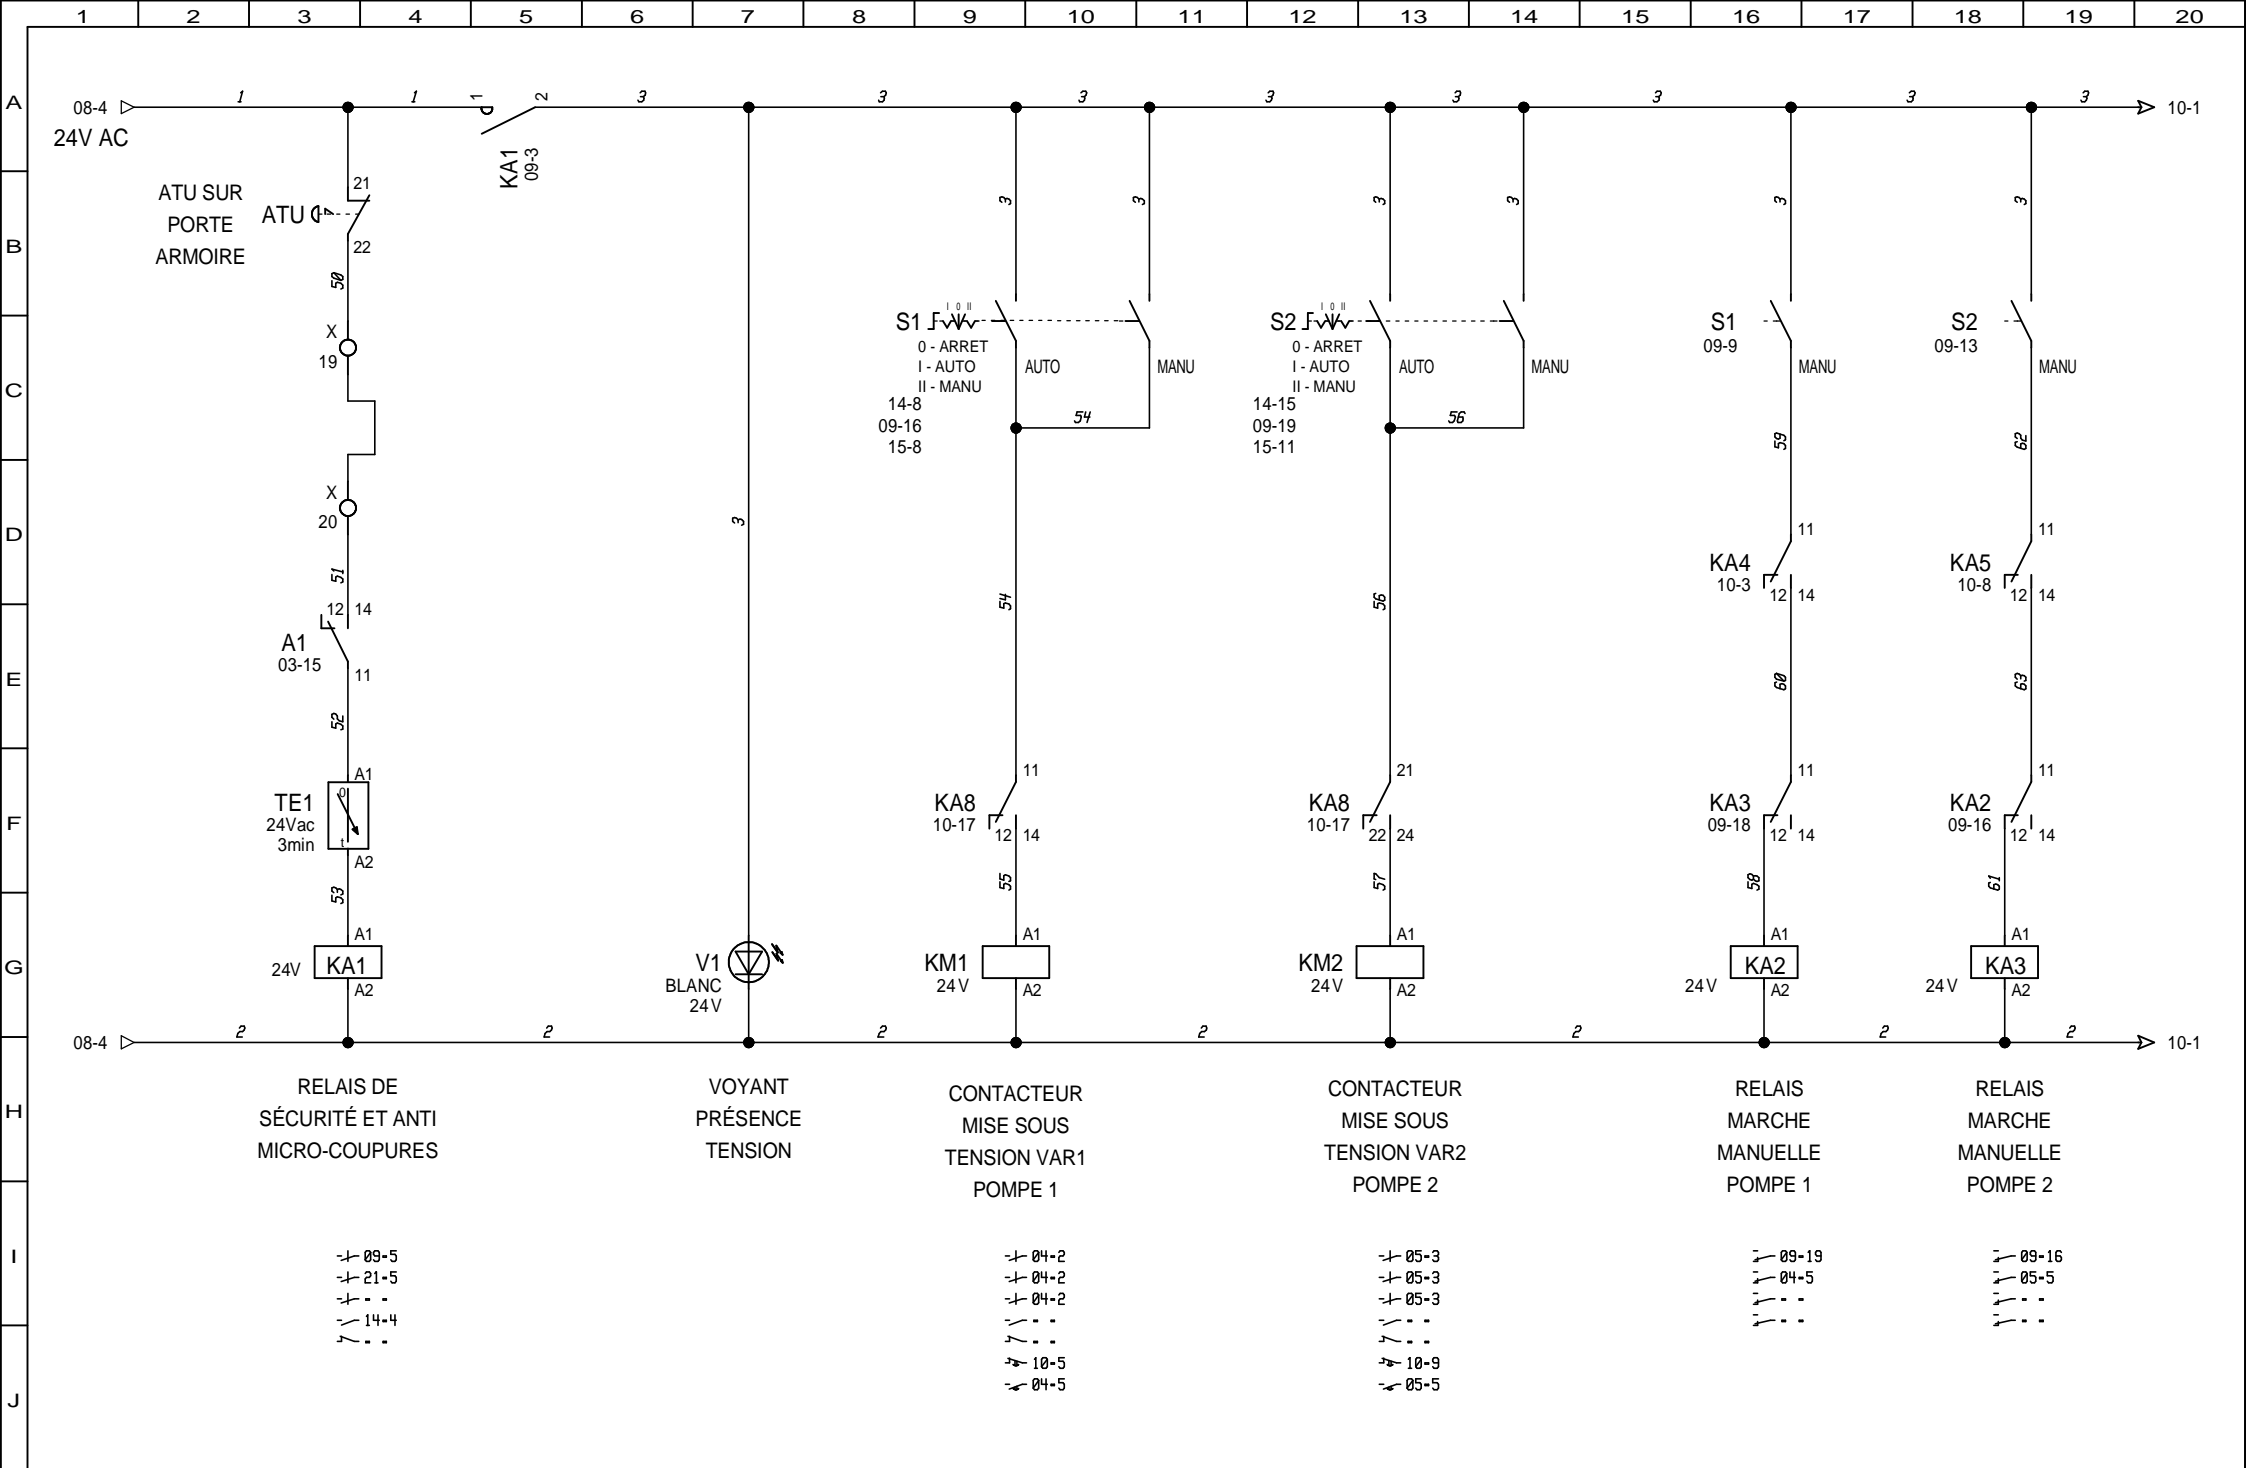 1 2 3 4 5 6 7 8 9 10 11 12 13 14 15 16 17 18 19 20
A
B
C
D
E
F
G
H
I
J
08-4 1 1 1 2 3 3 3 3 3 3 3 3 10-1
24V AC
KA1
09-3
ATU SUR
PORTE
ARMOIRE
ATU
21
22
50
X
19
X
20
51
12 14
A1
03-15
11
52
A1
TE1
24Vac
3min
0
t
A2
53
A1
24V KA1
A2
3
V1
BLANC
24V
3 3
S1
I 0 II
0 - ARRET
I - AUTO
II - MANU
14-8
09-16
15-8
AUTO MANU
54
54
11
KA8
10-17
12 14
55
A1
KM1
24V
A2
3 3
S2
I 0 II
0 - ARRET
I - AUTO
II - MANU
14-15
09-19
15-11
AUTO MANU
56
56
21
KA8
10-17
22 24
57
A1
KM2
24V
A2
3
S1
09-9
MANU
59
11
KA4
10-3
12 14
60
11
KA3
09-18
12 14
58
A1
KA2
24V
A2
3
S2
09-13
MANU
62
11
KA5
10-8
12 14
63
11
KA2
09-16
12 14
61
A1
KA3
24V
A2
08-4 2 2 2 2 2 2 2 10-1
RELAIS DE
SÉCURITÉ ET ANTI
MICRO-COUPURES
VOYANT
PRÉSENCE
TENSION
CONTACTEUR
MISE SOUS
TENSION VAR1
POMPE 1
CONTACTEUR
MISE SOUS
TENSION VAR2
POMPE 2
RELAIS
MARCHE
MANUELLE
POMPE 1
RELAIS
MARCHE
MANUELLE
POMPE 2
09-5
21-5
- -
14-4
- -
04-2
04-2
04-2
- -
- -
10-5
04-5
05-3
05-3
05-3
- -
- -
10-9
05-5
09-19
04-5
- -
- -
09-16
05-5
- -
- -